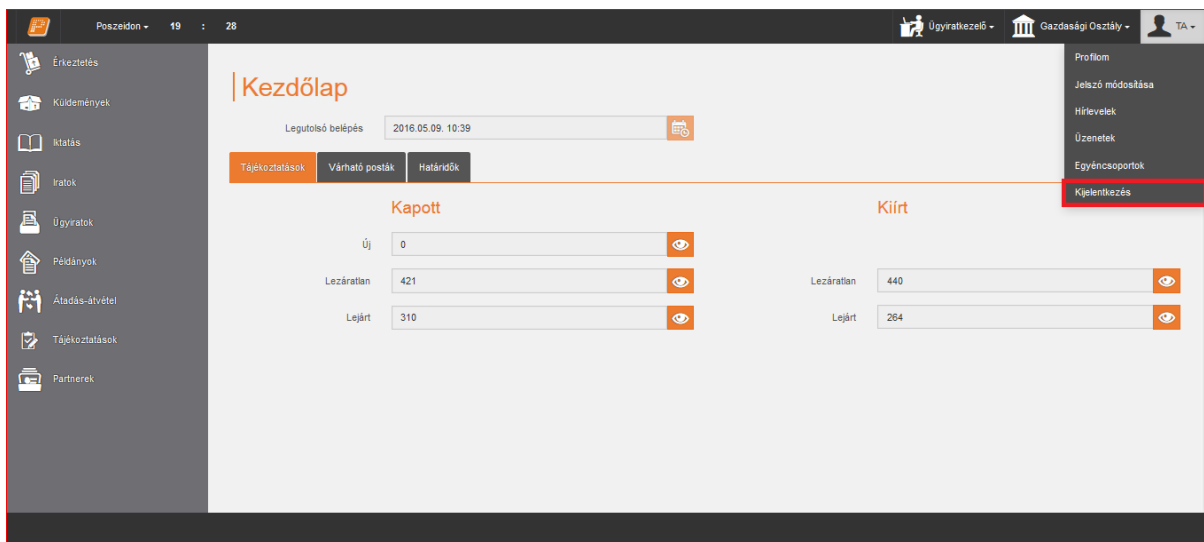 Poszeidon 19 : 28 Ügyiratkezelő Gazdasági Osztály TA
Érkeztetés
Küldemények
Iktatás
Iratok
Ügyiratok
Példányok
Átadás-átvétel
Tájékoztatások
Partnerek
Kezdőlap
Legutolsó belépés 2016.05.09. 10:39
Tájékoztatások Várható posták Határidők
Kapott
Új 0
Lezáratlan 421
Lejárt 310
Kiírt
Lezáratlan 440
Lejárt 264
Profilom
Jelszó módosítása
Hírlevelek
Üzenetek
Egyéncsoportok
Kijelentkezés